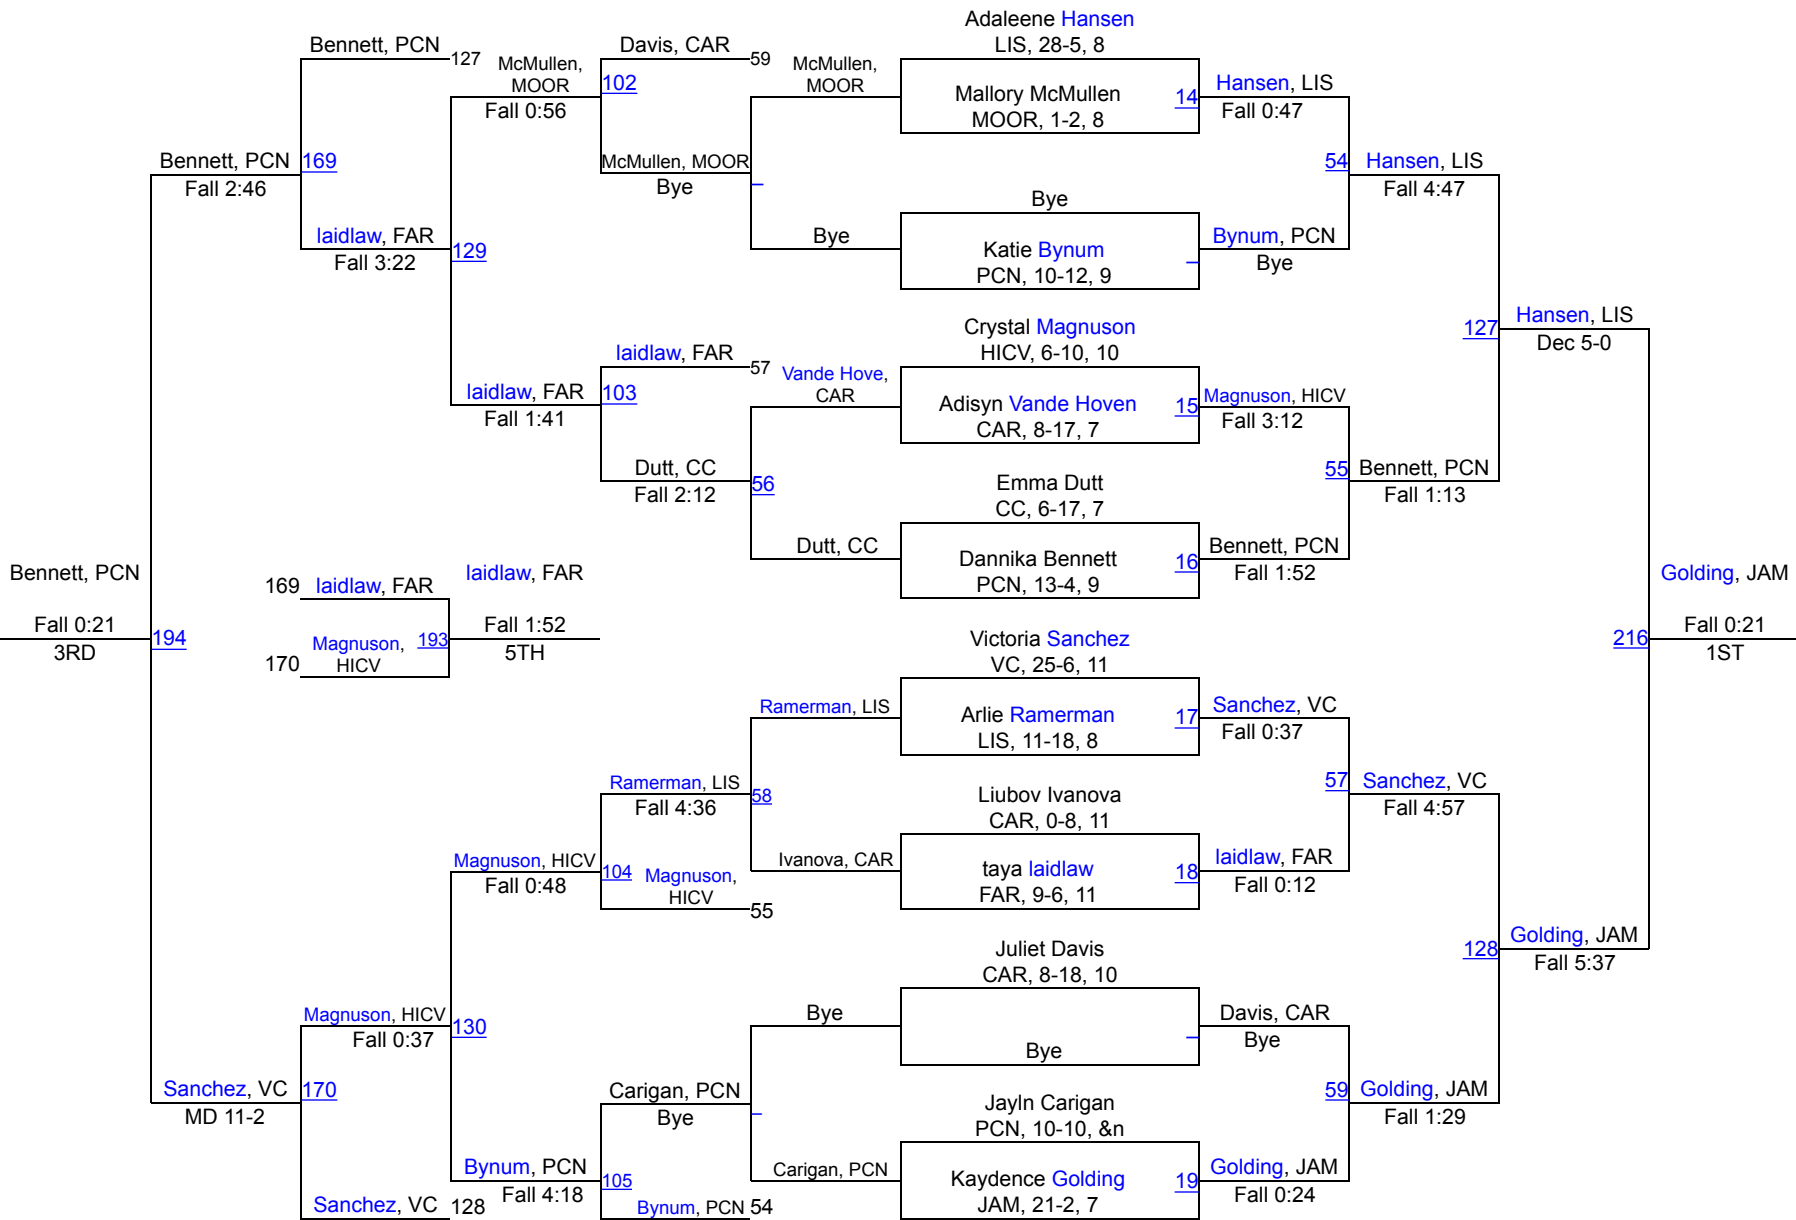 Adaleene Hansen
LIS, 28-5, 8
Bennett, PCN
127
McMullen,
MOOR
Fall 0:56
Davis, CAR
59
102
McMullen,
MOOR
Mallory McMullen
MOOR, 1-2, 8
14
Hansen, LIS
Fall 0:47
Bennett, PCN
Fall 2:46
169
McMullen, MOOR
Bye
54
Hansen, LIS
Fall 4:47
Bye
laidlaw, FAR
Fall 3:22
129
Bye
Katie Bynum
PCN, 10-12, 9
Bynum, PCN
Bye
Crystal Magnuson
HICV, 6-10, 10
127
Hansen, LIS
Dec 5-0
laidlaw, FAR
57
laidlaw, FAR
Fall 1:41
103
Vande Hove,
CAR
Adisyn Vande Hoven
CAR, 8-17, 7
15
Magnuson, HICV
Fall 3:12
Dutt, CC
Fall 2:12
56
Emma Dutt
CC, 6-17, 7
55
Bennett, PCN
Fall 1:13
Dutt, CC
Dannika Bennett
PCN, 13-4, 9
16
Bennett, PCN
Fall 1:52
Bennett, PCN
Fall 0:21
3RD
194
169
laidlaw, FAR
170
Magnuson,
HICV
193
laidlaw, FAR
Fall 1:52
5TH
Golding, JAM
216
Fall 0:21
1ST
Victoria Sanchez
VC, 25-6, 11
Ramerman, LIS
Arlie Ramerman
LIS, 11-18, 8
17
Sanchez, VC
Fall 0:37
Ramerman, LIS
Fall 4:36
58
Liubov Ivanova
CAR, 0-8, 11
57
Sanchez, VC
Fall 4:57
Magnuson, HICV
Fall 0:48
104
Magnuson,
HICV
55
Ivanova, CAR
taya laidlaw
FAR, 9-6, 11
18
laidlaw, FAR
Fall 0:12
Juliet Davis
CAR, 8-18, 10
128
Golding, JAM
Fall 5:37
Magnuson, HICV
Fall 0:37
130
Bye
Bye
Davis, CAR
Bye
Sanchez, VC
MD 11-2
170
Carigan, PCN
Bye
Jayln Carigan
PCN, 10-10, &n
59
Golding, JAM
Fall 1:29
Bynum, PCN
Fall 4:18
105
Carigan, PCN
Kaydence Golding
JAM, 21-2, 7
19
Golding, JAM
Fall 0:24
Sanchez, VC
128
Bynum, PCN
54